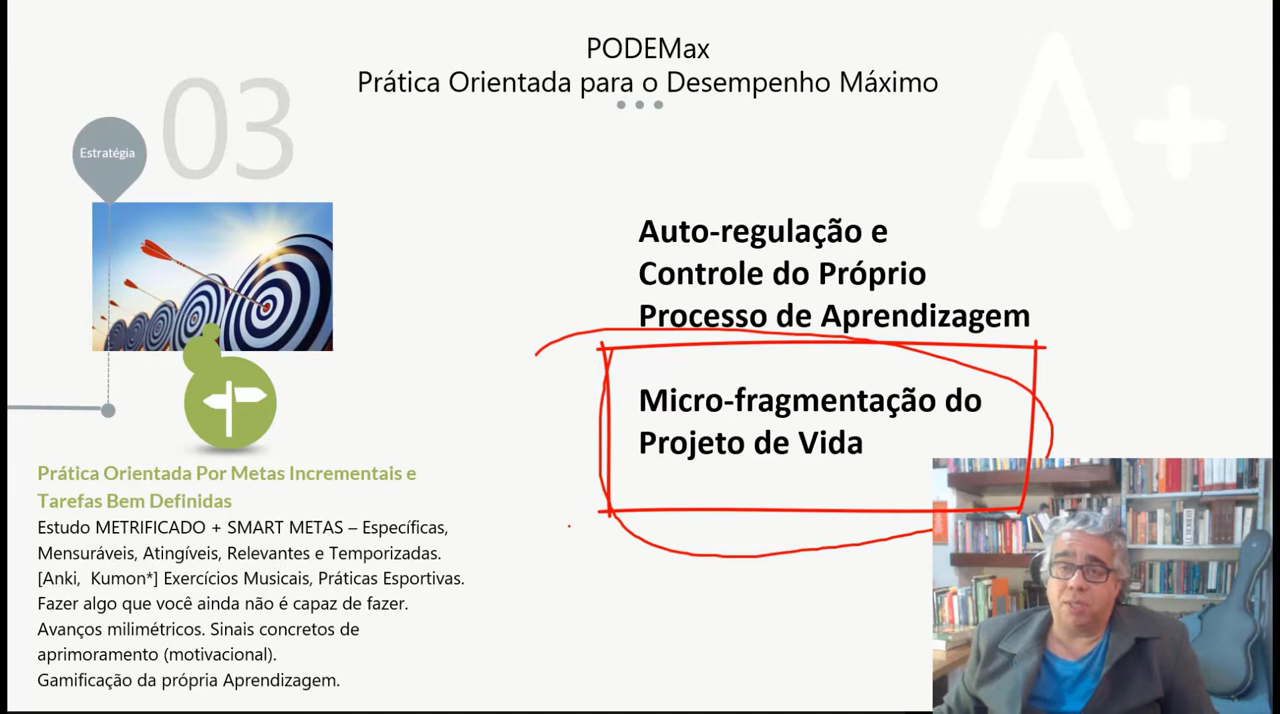 PODEMax
Prática Orientada para o Desempenho Máximo
03
A+
Estratégia
Auto-regulação e
Controle do Próprio
Processo de Aprendizagem
Micro-fragmentação do
Projeto de Vida
Prática Orientada Por Metas Incrementais e
Tarefas Bem Definidas
Estudo METRIFICADO + SMART METAS – Específicas,
Mensuráveis, Atingíveis, Relevantes e Temporizadas.
[Anki,  Kumon*] Exercícios Musicais, Práticas Esportivas.
Fazer algo que você ainda não é capaz de fazer.
Avanços milimétricos. Sinais concretos de
aprimoramento (motivacional).
Gamificação da própria Aprendizagem.